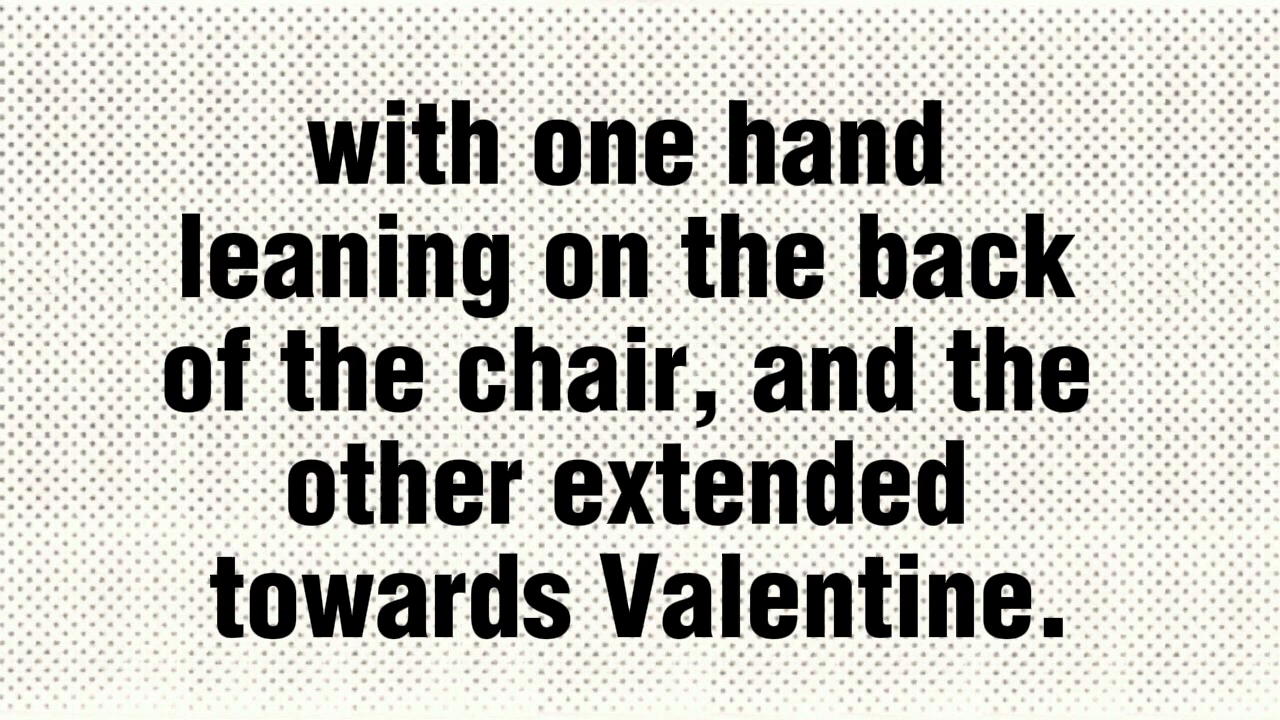 with one hand
leaning on the back
of the chair, and the
other extended
towards Valentine.